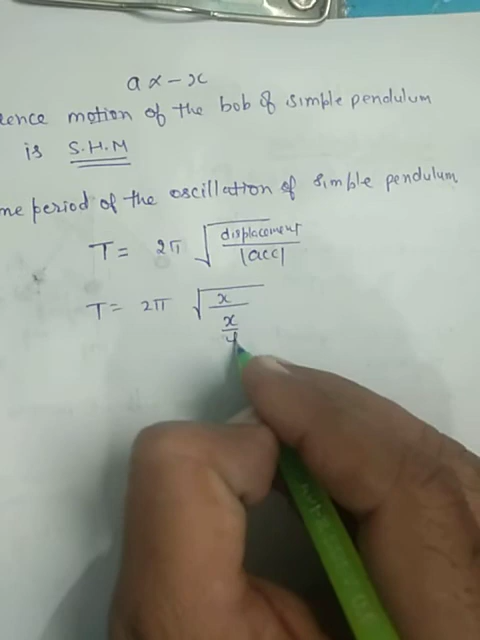 a ∝ - x
ence motion of the bob of simple pendulum
is S.H.M
me period of the oscillation of simple pendulum
T = 2π √(displacement / |acc|)
T = 2π √(x / (x /